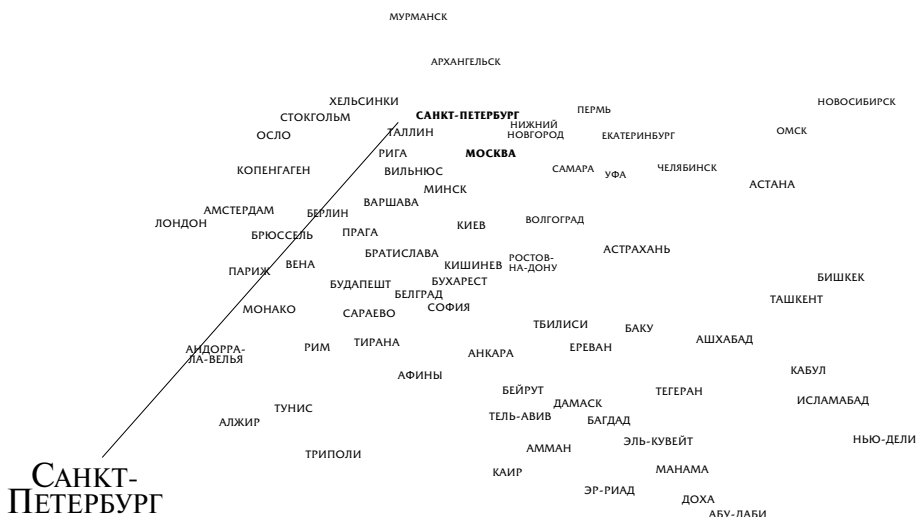 МУРМАНСК
АРХАНГЕЛЬСК
ХЕЛЬСИНКИ
НОВОСИБИРСК
ПЕРМЬ
СТОКГОЛЬМ
САНКТ-ПЕТЕРБУРГ
НИЖНИЙ
НОВГОРОД
ОСЛО
ТАЛЛИН
ЕКАТЕРИНБУРГ
ОМСК
РИГА
МОСКВА
КОПЕНГАГЕН
ВИЛЬНЮС
САМАРА
УФА
ЧЕЛЯБИНСК
МИНСК
АСТАНА
ВАРШАВА
АМСТЕРДАМ
БЕРЛИН
ЛОНДОН
КИЕВ
ВОЛГОГРАД
БРЮССЕЛЬ
ПРАГА
БРАТИСЛАВА
АСТРАХАНЬ
РОСТОВ-
НА-ДОНУ
ПАРИЖ
ВЕНА
КИШИНЕВ
БУДАПЕШТ
БУХАРЕСТ
БИШКЕК
БЕЛГРАД
ТАШКЕНТ
МОНАКО
САРАЕВО
СОФИЯ
ТБИЛИСИ
БАКУ
АШХАБАД
АНДОРРА-
ЛА-ВЕЛЬЯ
РИМ
ТИРАНА
АНКАРА
ЕРЕВАН
АФИНЫ
КАБУЛ
БЕЙРУТ
ТЕГЕРАН
ДАМАСК
ИСЛАМАБАД
ТУНИС
ТЕЛЬ-АВИВ
БАГДАД
АЛЖИР
ЭЛЬ-КУВЕЙТ
НЬЮ-ДЕЛИ
ТРИПОЛИ
АММАН
КАИР
МАНАМА
САНКТ-
ПЕТЕРБУРГ
ЭР-РИАД
ДОХА
АБУ-ДАБИ